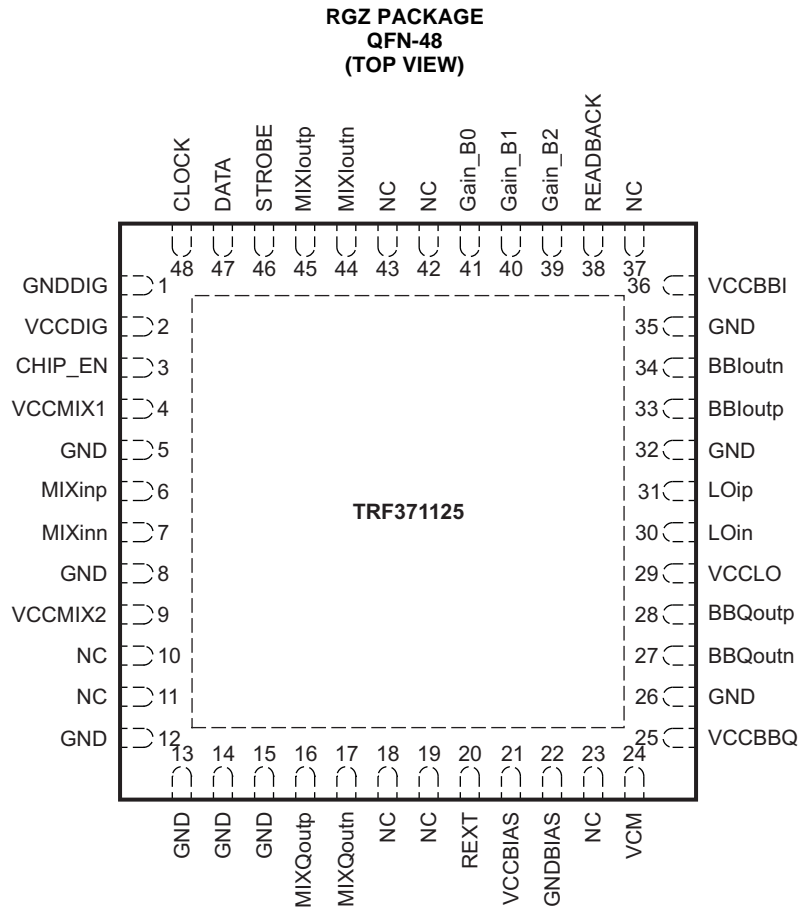 RGZ PACKAGE
QFN-48
(TOP VIEW)
CLOCK
DATA
STROBE
MIXIoutp
MIXIoutn
NC
NC
Gain_B0
Gain_B1
Gain_B2
READBACK
NC
48 47 46 45 44 43 42 41 40 39 38 37
GNDDIG 1
VCCDIG 2
CHIP_EN 3
VCCMIX1 4
GND 5
MIXinp 6
MIXinn 7
GND 8
VCCMIX2 9
NC 10
NC 11
GND 12
TRF371125
36 VCCBBI
35 GND
34 BBIoutn
33 BBIoutp
32 GND
31 LOip
30 LOin
29 VCCLO
28 BBQoutp
27 BBQoutn
26 GND
25 VCCBBQ
13 14 15 16 17 18 19 20 21 22 23 24
GND
GND
GND
MIXQoutp
MIXQoutn
NC
NC
REXT
VCCBIAS
GNDBIAS
NC
VCM